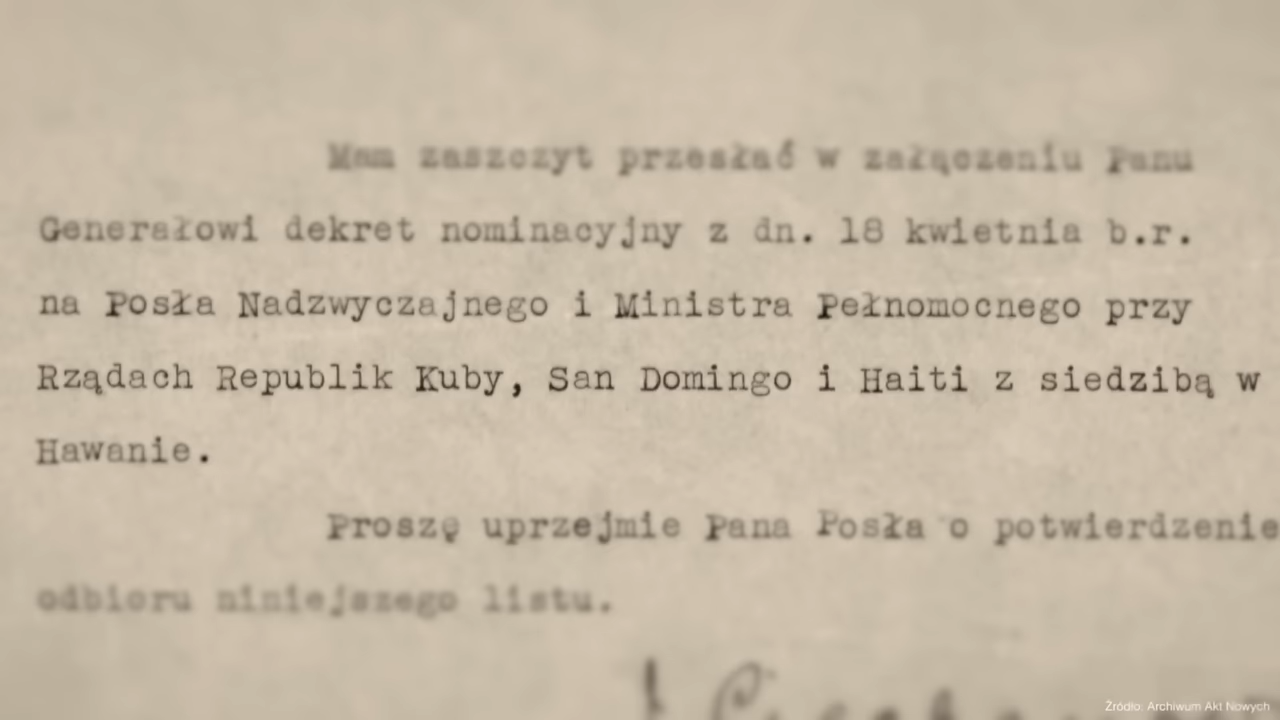 Mam zaszczyt przesłać w załączeniu Panu
Generałowi dekret nominacyjny z dn. 18 kwietnia b.r.
na Posła Nadzwyczajnego i Ministra Pełnomocnego przy
Rządach Republik Kuby, San Domingo i Haiti z siedzibą w
Hawanie.
Proszę uprzejmie Pana Posła o potwierdzenie
odbioru niniejszego listu.
Źródło: Archiwum Akt Nowych